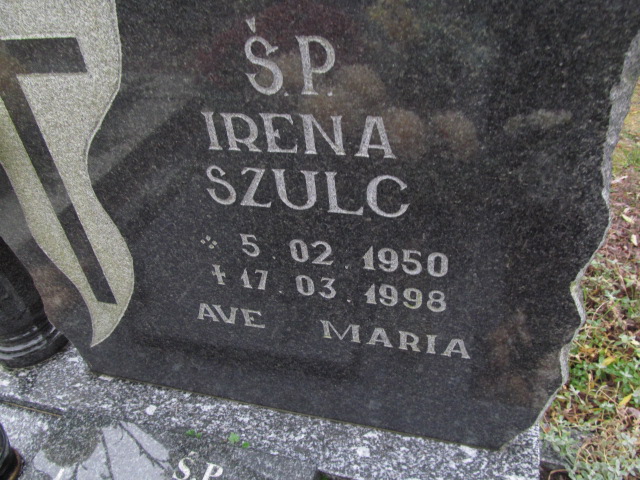 Ś.P.
IRENA
SZULC
* 5.02.1950
✝ 17.03.1998
AVE MARIA
Ś.P